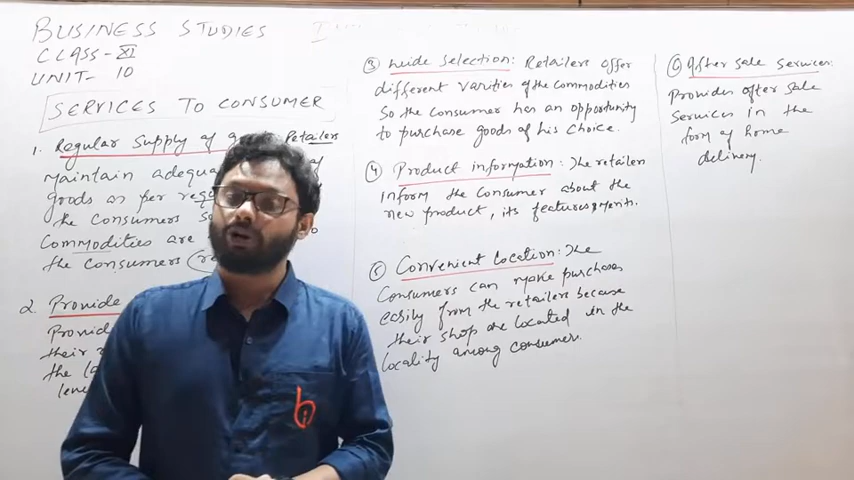 BUSINESS STUDIES
CLASS-XI
UNIT- 10
SERVICES TO CONSUMER
1. Regular Supply of Retailers
maintain of
goods as per
the consumers
Commodities are
the consumers
2. Provide
their
the
③ wide selection: Retailers offer
different varities of the commodities
so the consumer has an opportunity
to purchase goods of his choice.
④ Product information: The retailers
inform the consumer about the
new product, its features & merits.
⑤ Convenient location: The
Consumers can make purchases
easily from the retailers because
their shop are located in the
locality among consumers.
⑥ After sale services:
Provides after sale
services in the
form of home
delivery.